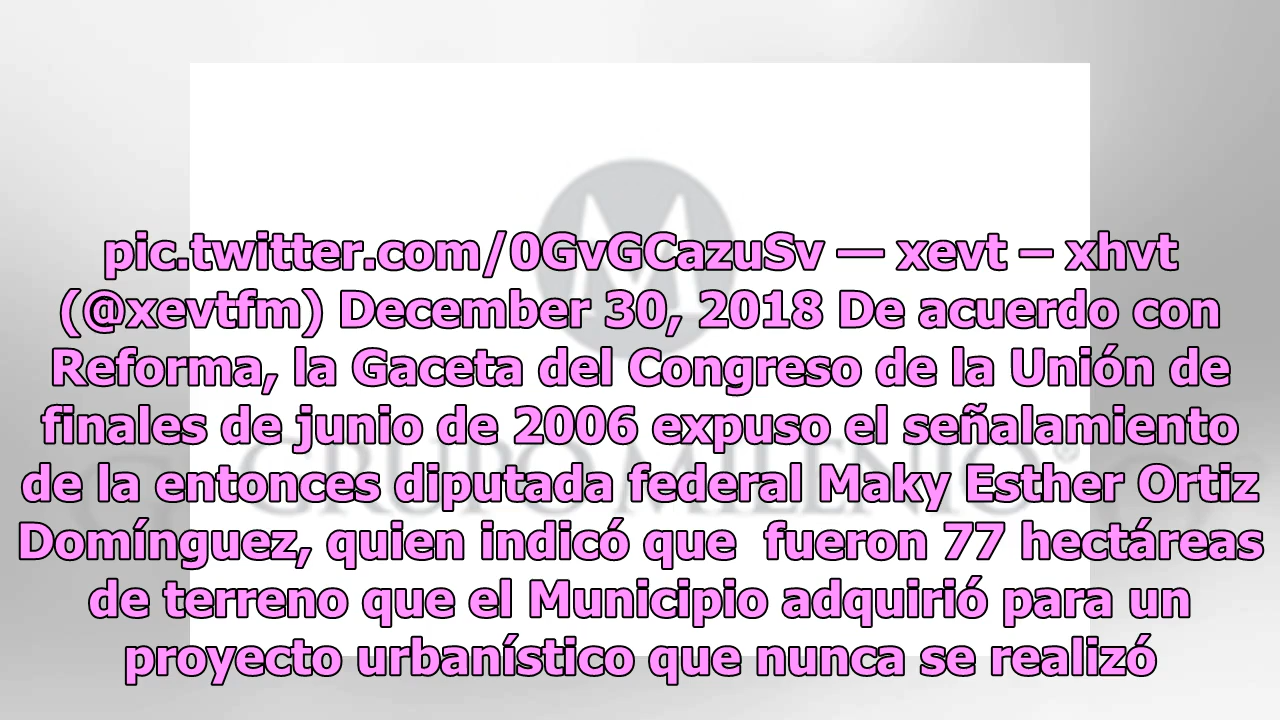 pic.twitter.com/0GvGCazuSv — xevt – xhvt
(@xevtfm) December 30, 2018 De acuerdo con
Reforma, la Gaceta del Congreso de la Unión de
finales de junio de 2006 expuso el señalamiento
de la entonces diputada federal Maky Esther Ortiz
Domínguez, quien indicó que  fueron 77 hectáreas
de terreno que el Municipio adquirió para un
proyecto urbanístico que nunca se realizó
M
GRUPO MILENIO®